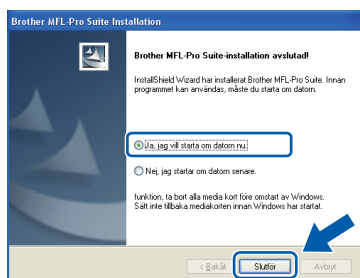 Brother MFL-Pro Suite Installation
Brother MFL-Pro Suite-installation avslutad!
InstallShield Wizard har installerat Brother MFL-Pro Suite. Innan
programmet kan användas, måste du starta om datorn.
Ja, jag vill starta om datorn nu.
Nej, jag startar om datorn senare.
funktion, ta bort alla media kort före omstart av Windows.
Sätt inte tillbaka mediakorten innan Windows har startat.
< Bakåt
Slutför
Avbryt